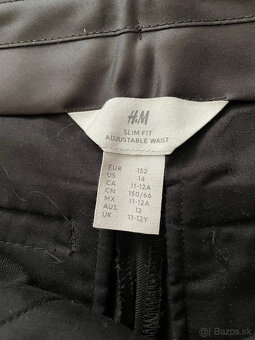 H&M
SLIM FIT
ADJUSTABLE WAIST
EUR 152
US 14
CA 11-12A
CN 150/66
MX 11-12A
AUS 12
UK 11-12Y
Bazos.sk